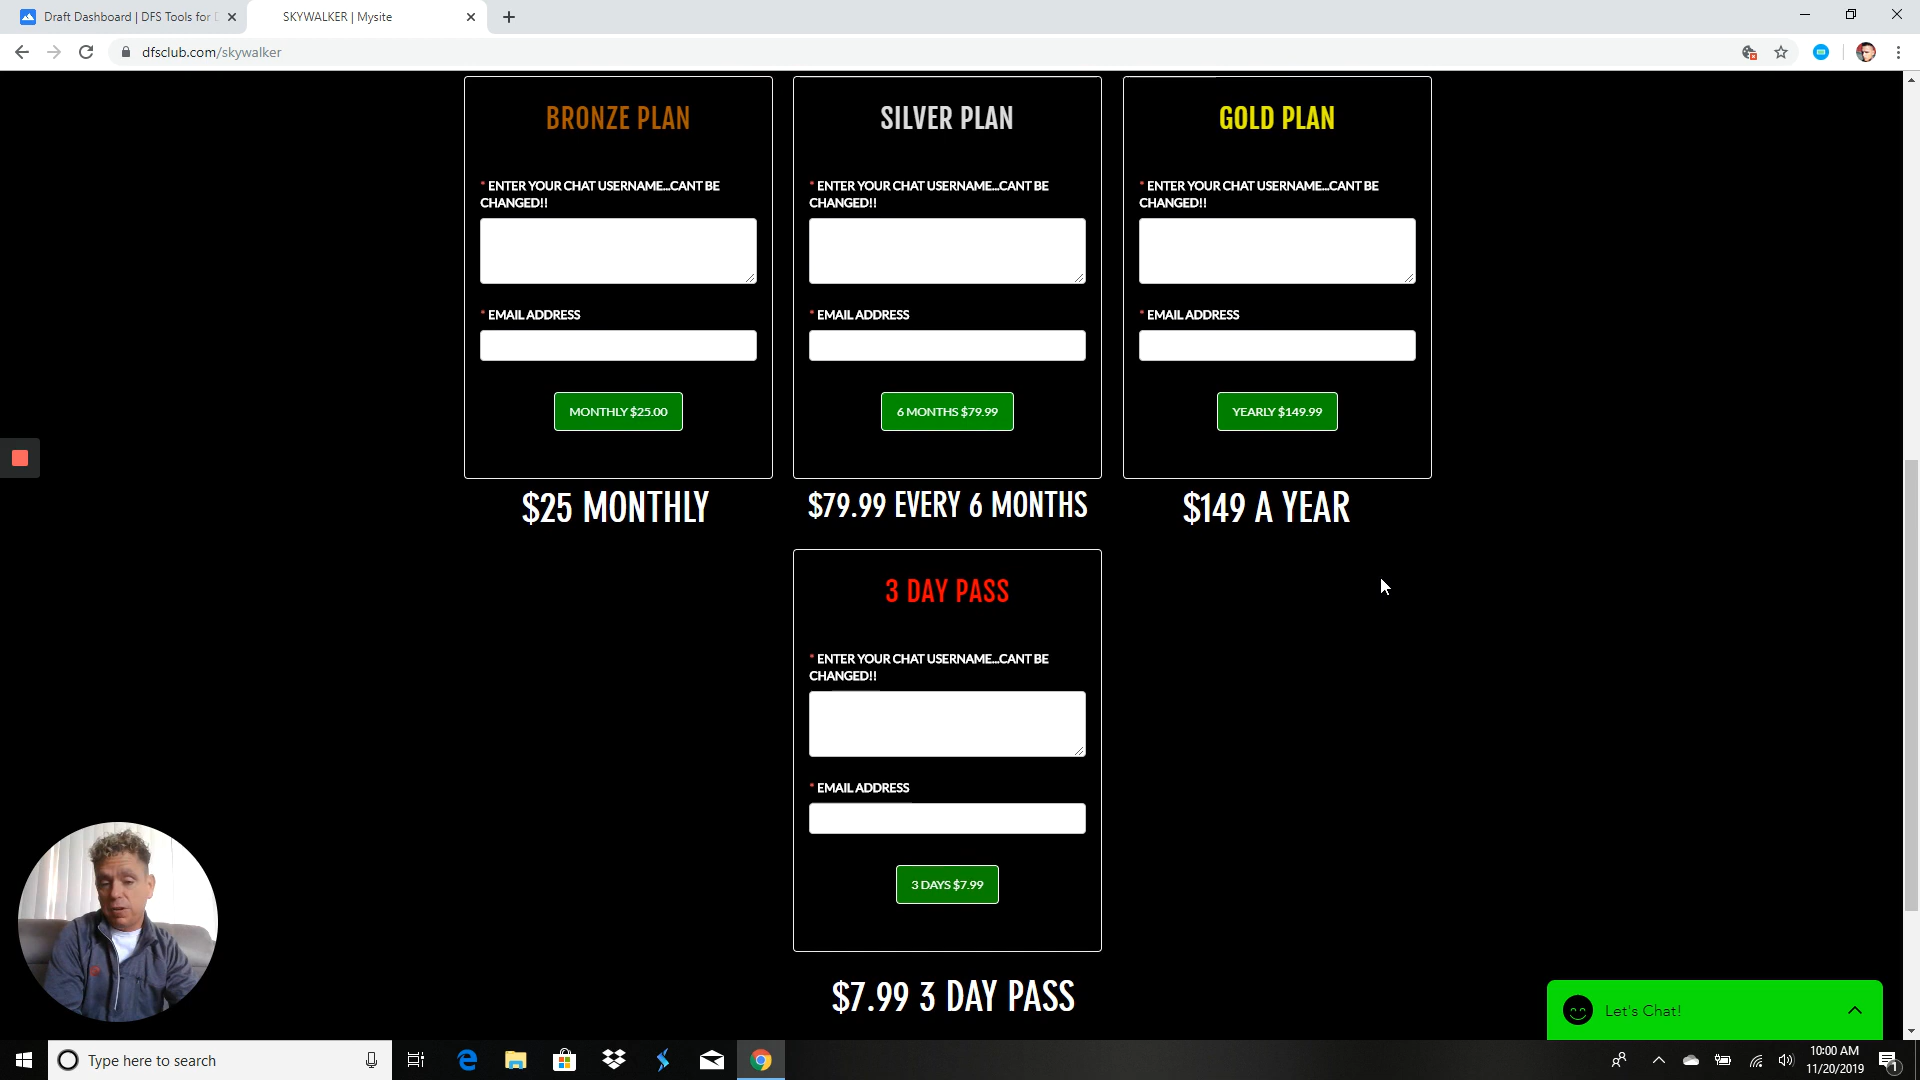 Draft Dashboard | DFS Tools for D
SKYWALKER | Mysite
dfsclub.com/skywalker
BRONZE PLAN
* ENTER YOUR CHAT USERNAME...CANT BE
CHANGED!!
* EMAIL ADDRESS
MONTHLY $25.00
$25 MONTHLY
SILVER PLAN
* ENTER YOUR CHAT USERNAME...CANT BE
CHANGED!!
* EMAIL ADDRESS
6 MONTHS $79.99
$79.99 EVERY 6 MONTHS
GOLD PLAN
* ENTER YOUR CHAT USERNAME...CANT BE
CHANGED!!
* EMAIL ADDRESS
YEARLY $149.99
$149 A YEAR
3 DAY PASS
* ENTER YOUR CHAT USERNAME...CANT BE
CHANGED!!
* EMAIL ADDRESS
3 DAYS $7.99
$7.99 3 DAY PASS
Let's Chat!
Type here to search
10:00 AM
11/20/2019
1